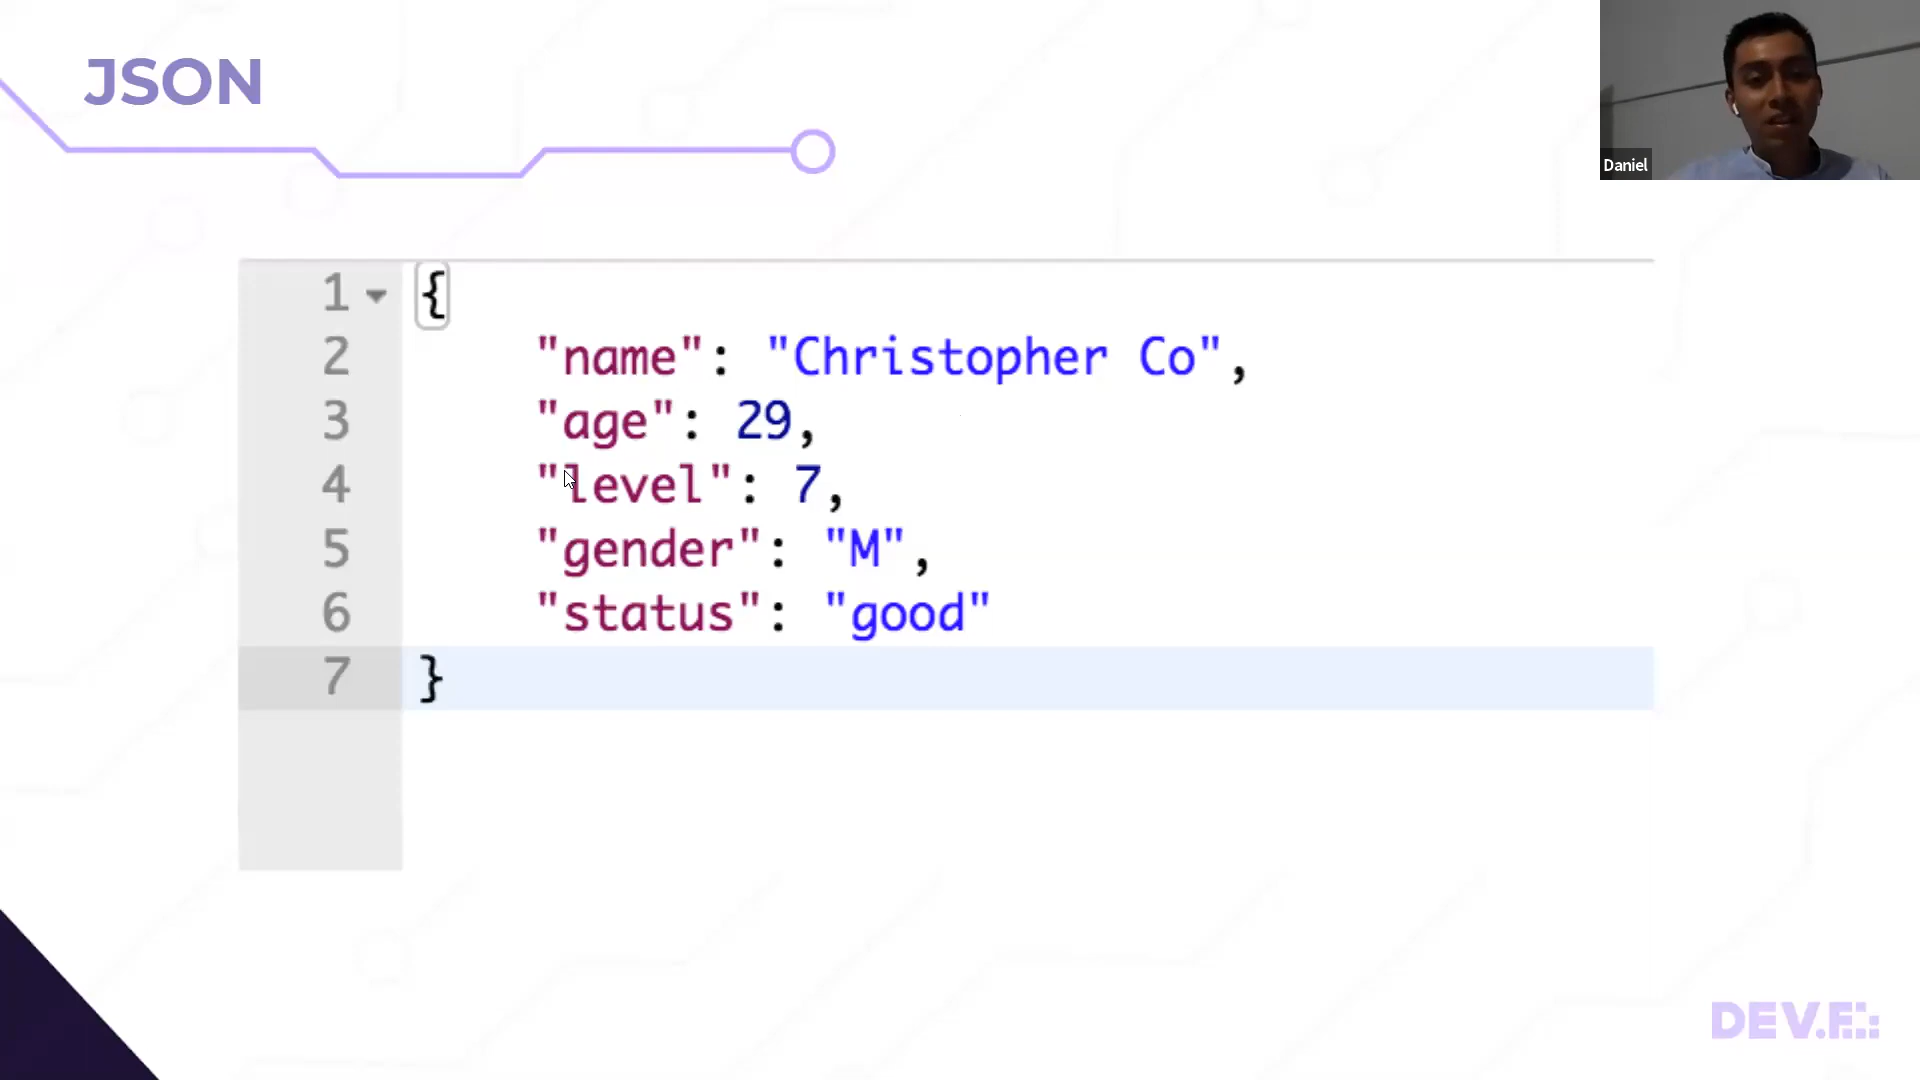 JSON
Daniel
1 {
2 "name": "Christopher Co",
3 "age": 29,
4 "level": 7,
5 "gender": "M",
6 "status": "good"
7 }
DEV.F.: